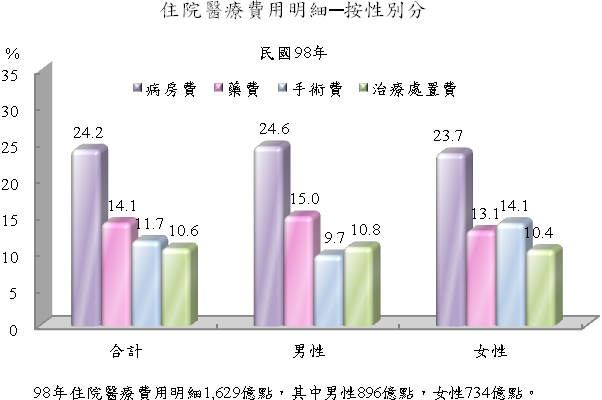 住院醫療費用明細─按性別分
民國98年
%
病房費 藥費 手術費 治療處置費
35
30
25
20
15
10
5
0
24.2 14.1 11.7 10.6
24.6 15.0 9.7 10.8
23.7 13.1 14.1 10.4
合計 男性 女性
98年住院醫療費用明細1,629億點，其中男性896億點，女性734億點。